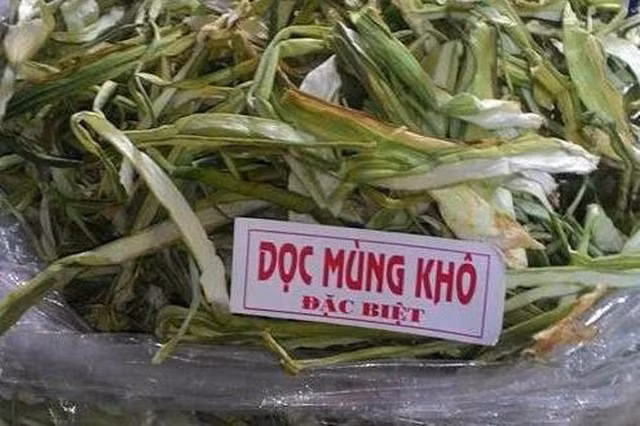 DỌC MÙNG KHÔ
ĐẶC BIỆT